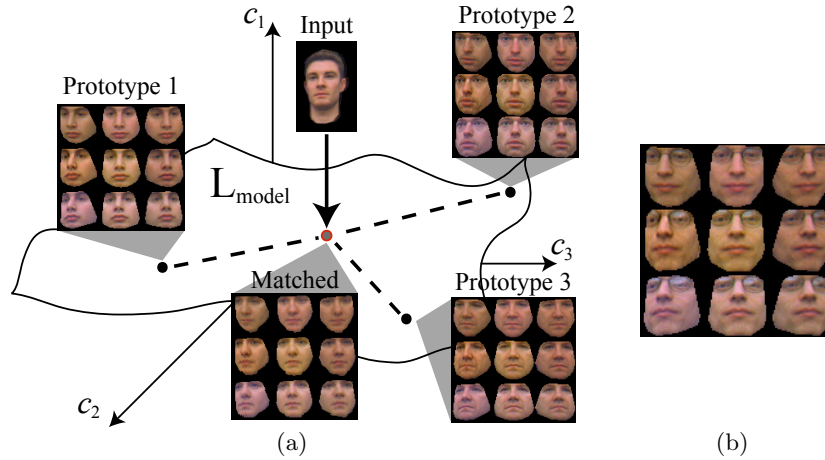 c1
Input
Prototype 2
Prototype 1
Lmodel
c3
Matched
Prototype 3
c2
(a)
(b)